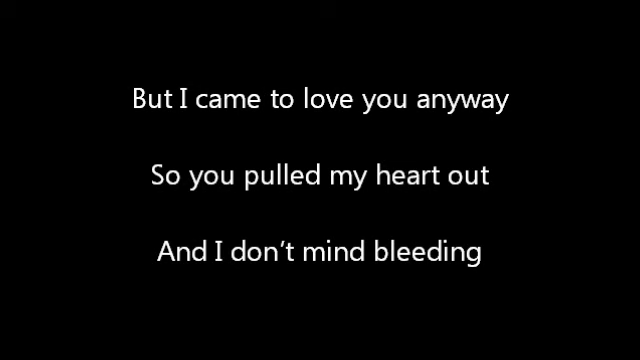 But I came to love you anyway
So you pulled my heart out
And I don’t mind bleeding